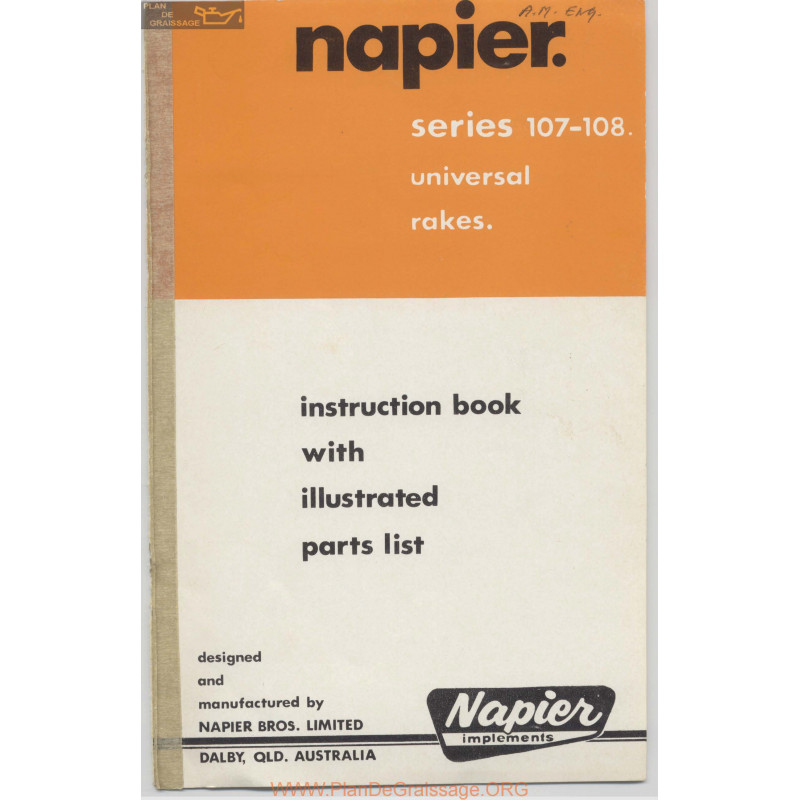 PLAN
DE
GRAISSAGE
A.M. ENG.
napier.
series 107-108.
universal
rakes.
instruction book
with
illustrated
parts list
designed
and
manufactured by
NAPIER BROS. LIMITED
DALBY, QLD. AUSTRALIA
Napier
implements
www.PlanDeGraissage.ORG